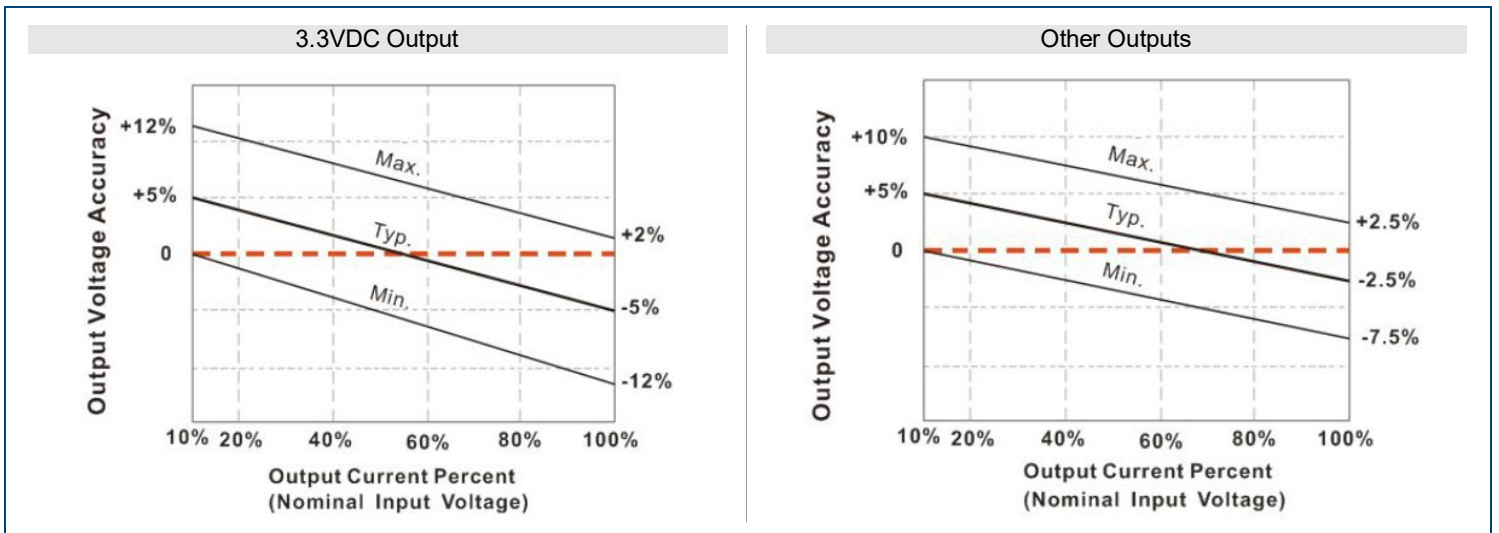 3.3VDC Output
Output Voltage Accuracy
+12%
+5%
0
Max.
Typ.
Min.
+2%
-5%
-12%
10% 20% 40% 60% 80% 100%
Output Current Percent
(Nominal Input Voltage)
Other Outputs
Output Voltage Accuracy
+10%
+5%
0
Max.
Typ.
Min.
+2.5%
-2.5%
-7.5%
10% 20% 40% 60% 80% 100%
Output Current Percent
(Nominal Input Voltage)